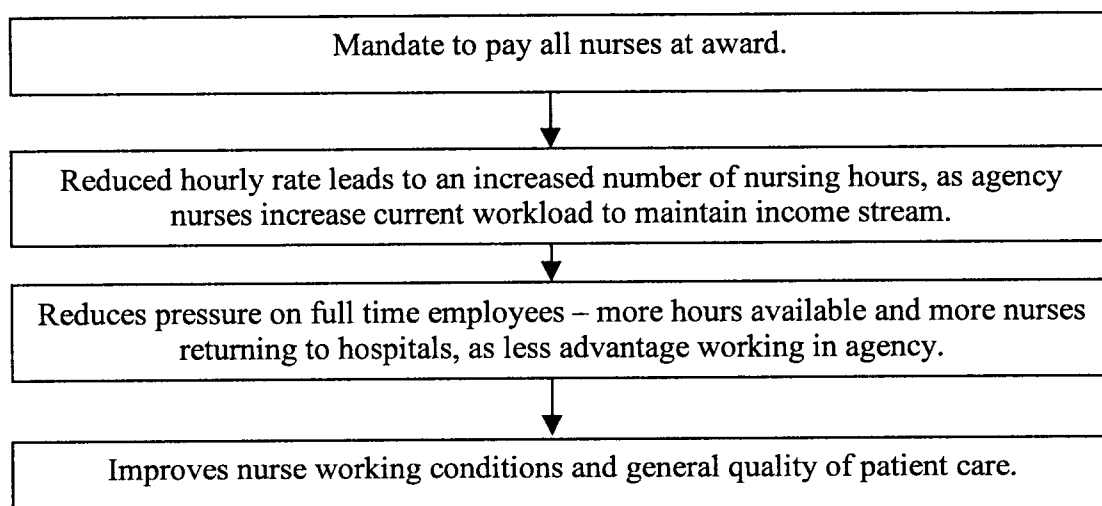 Mandate to pay all nurses at award.
Reduced hourly rate leads to an increased number of nursing hours, as agency
nurses increase current workload to maintain income stream.
Reduces pressure on full time employees – more hours available and more nurses
returning to hospitals, as less advantage working in agency.
Improves nurse working conditions and general quality of patient care.